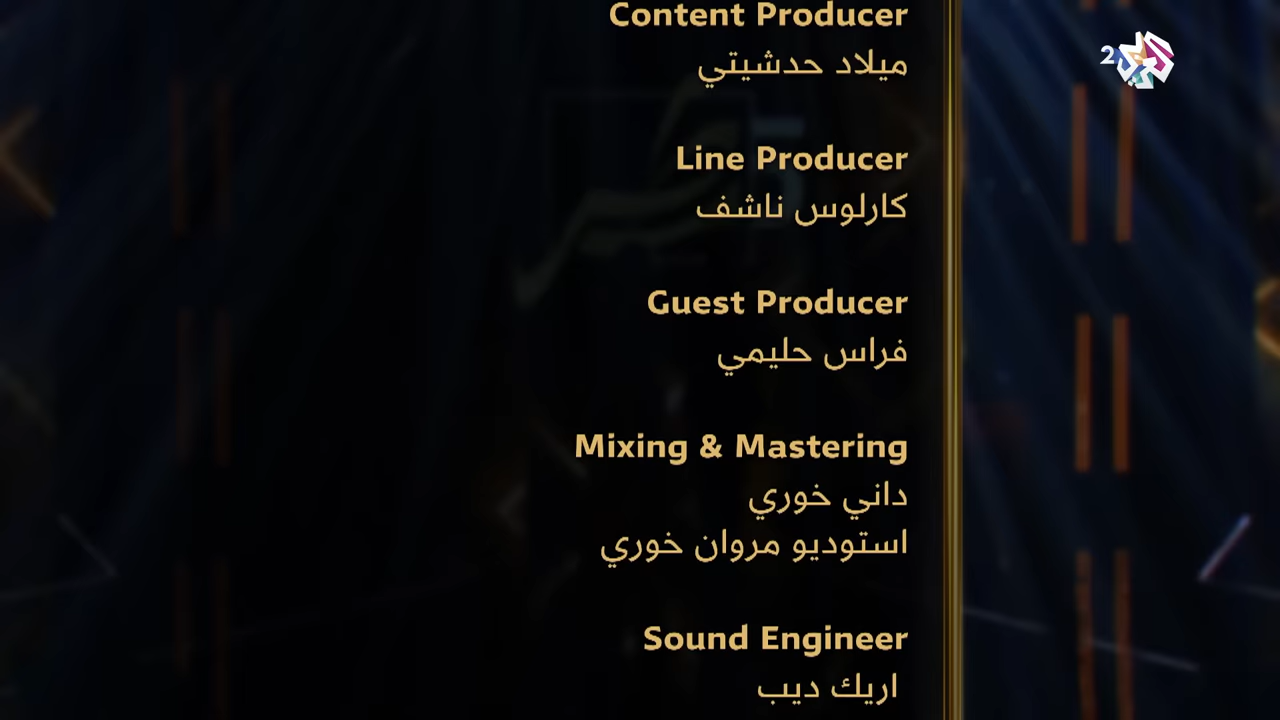 Content Producer
ميلاد حدشيتي
2
Line Producer
كارلوس ناشف
Guest Producer
فراس حليمي
Mixing & Mastering
داني خوري
استوديو مروان خوري
Sound Engineer
اريك ديب